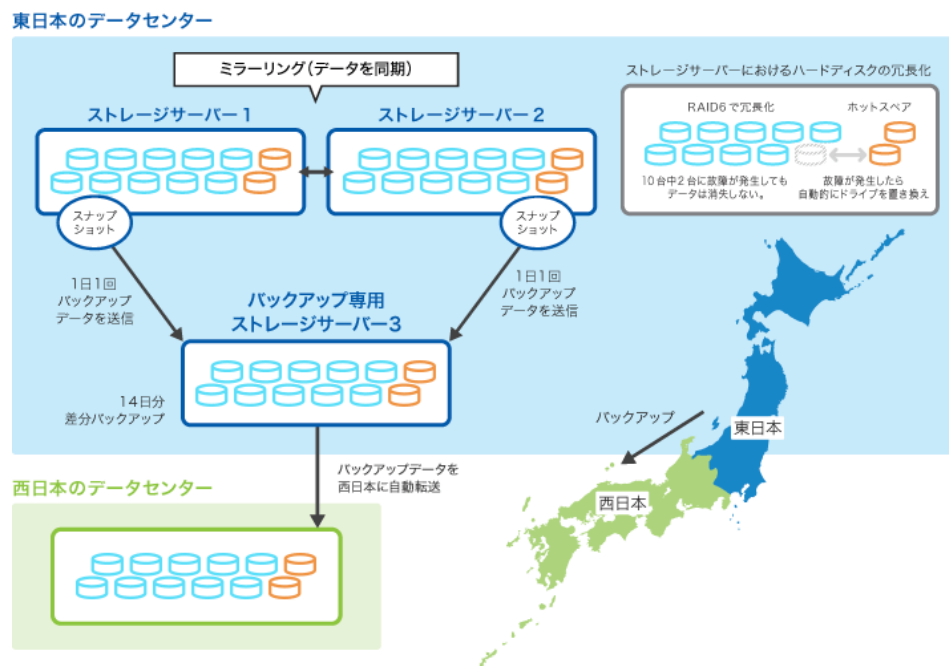 東日本のデータセンター
ミラーリング(データを同期)
ストレージサーバー1
ストレージサーバー2
スナップ
ショット
スナップ
ショット
1日1回
バックアップ
データを送信
1日1回
バックアップ
データを送信
バックアップ専用
ストレージサーバー3
14日分
差分バックアップ
バックアップデータを
西日本に自動転送
西日本のデータセンター
ストレージサーバーにおけるハードディスクの冗長化
RAID6で冗長化
ホットスペア
10台中2台に故障が発生しても
データは消失しない。
故障が発生したら
自動的にドライブを置き換え
バックアップ
東日本
西日本